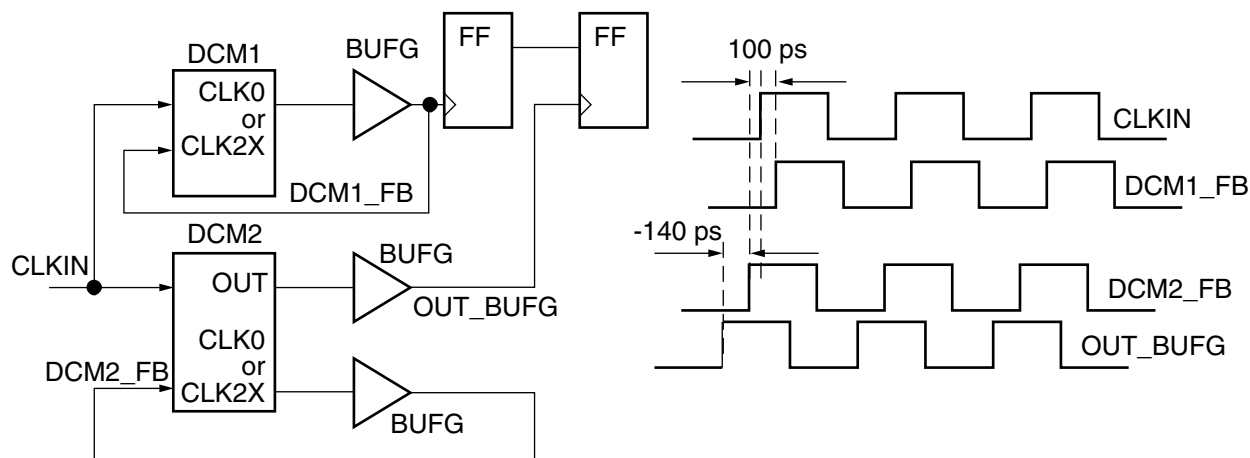 DCM1
CLK0
or
CLK2X
BUFG
FF
FF
DCM1_FB
DCM2
CLKIN
OUT
BUFG
OUT_BUFG
CLK0
or
CLK2X
DCM2_FB
BUFG
100 ps
CLKIN
DCM1_FB
-140 ps
DCM2_FB
OUT_BUFG